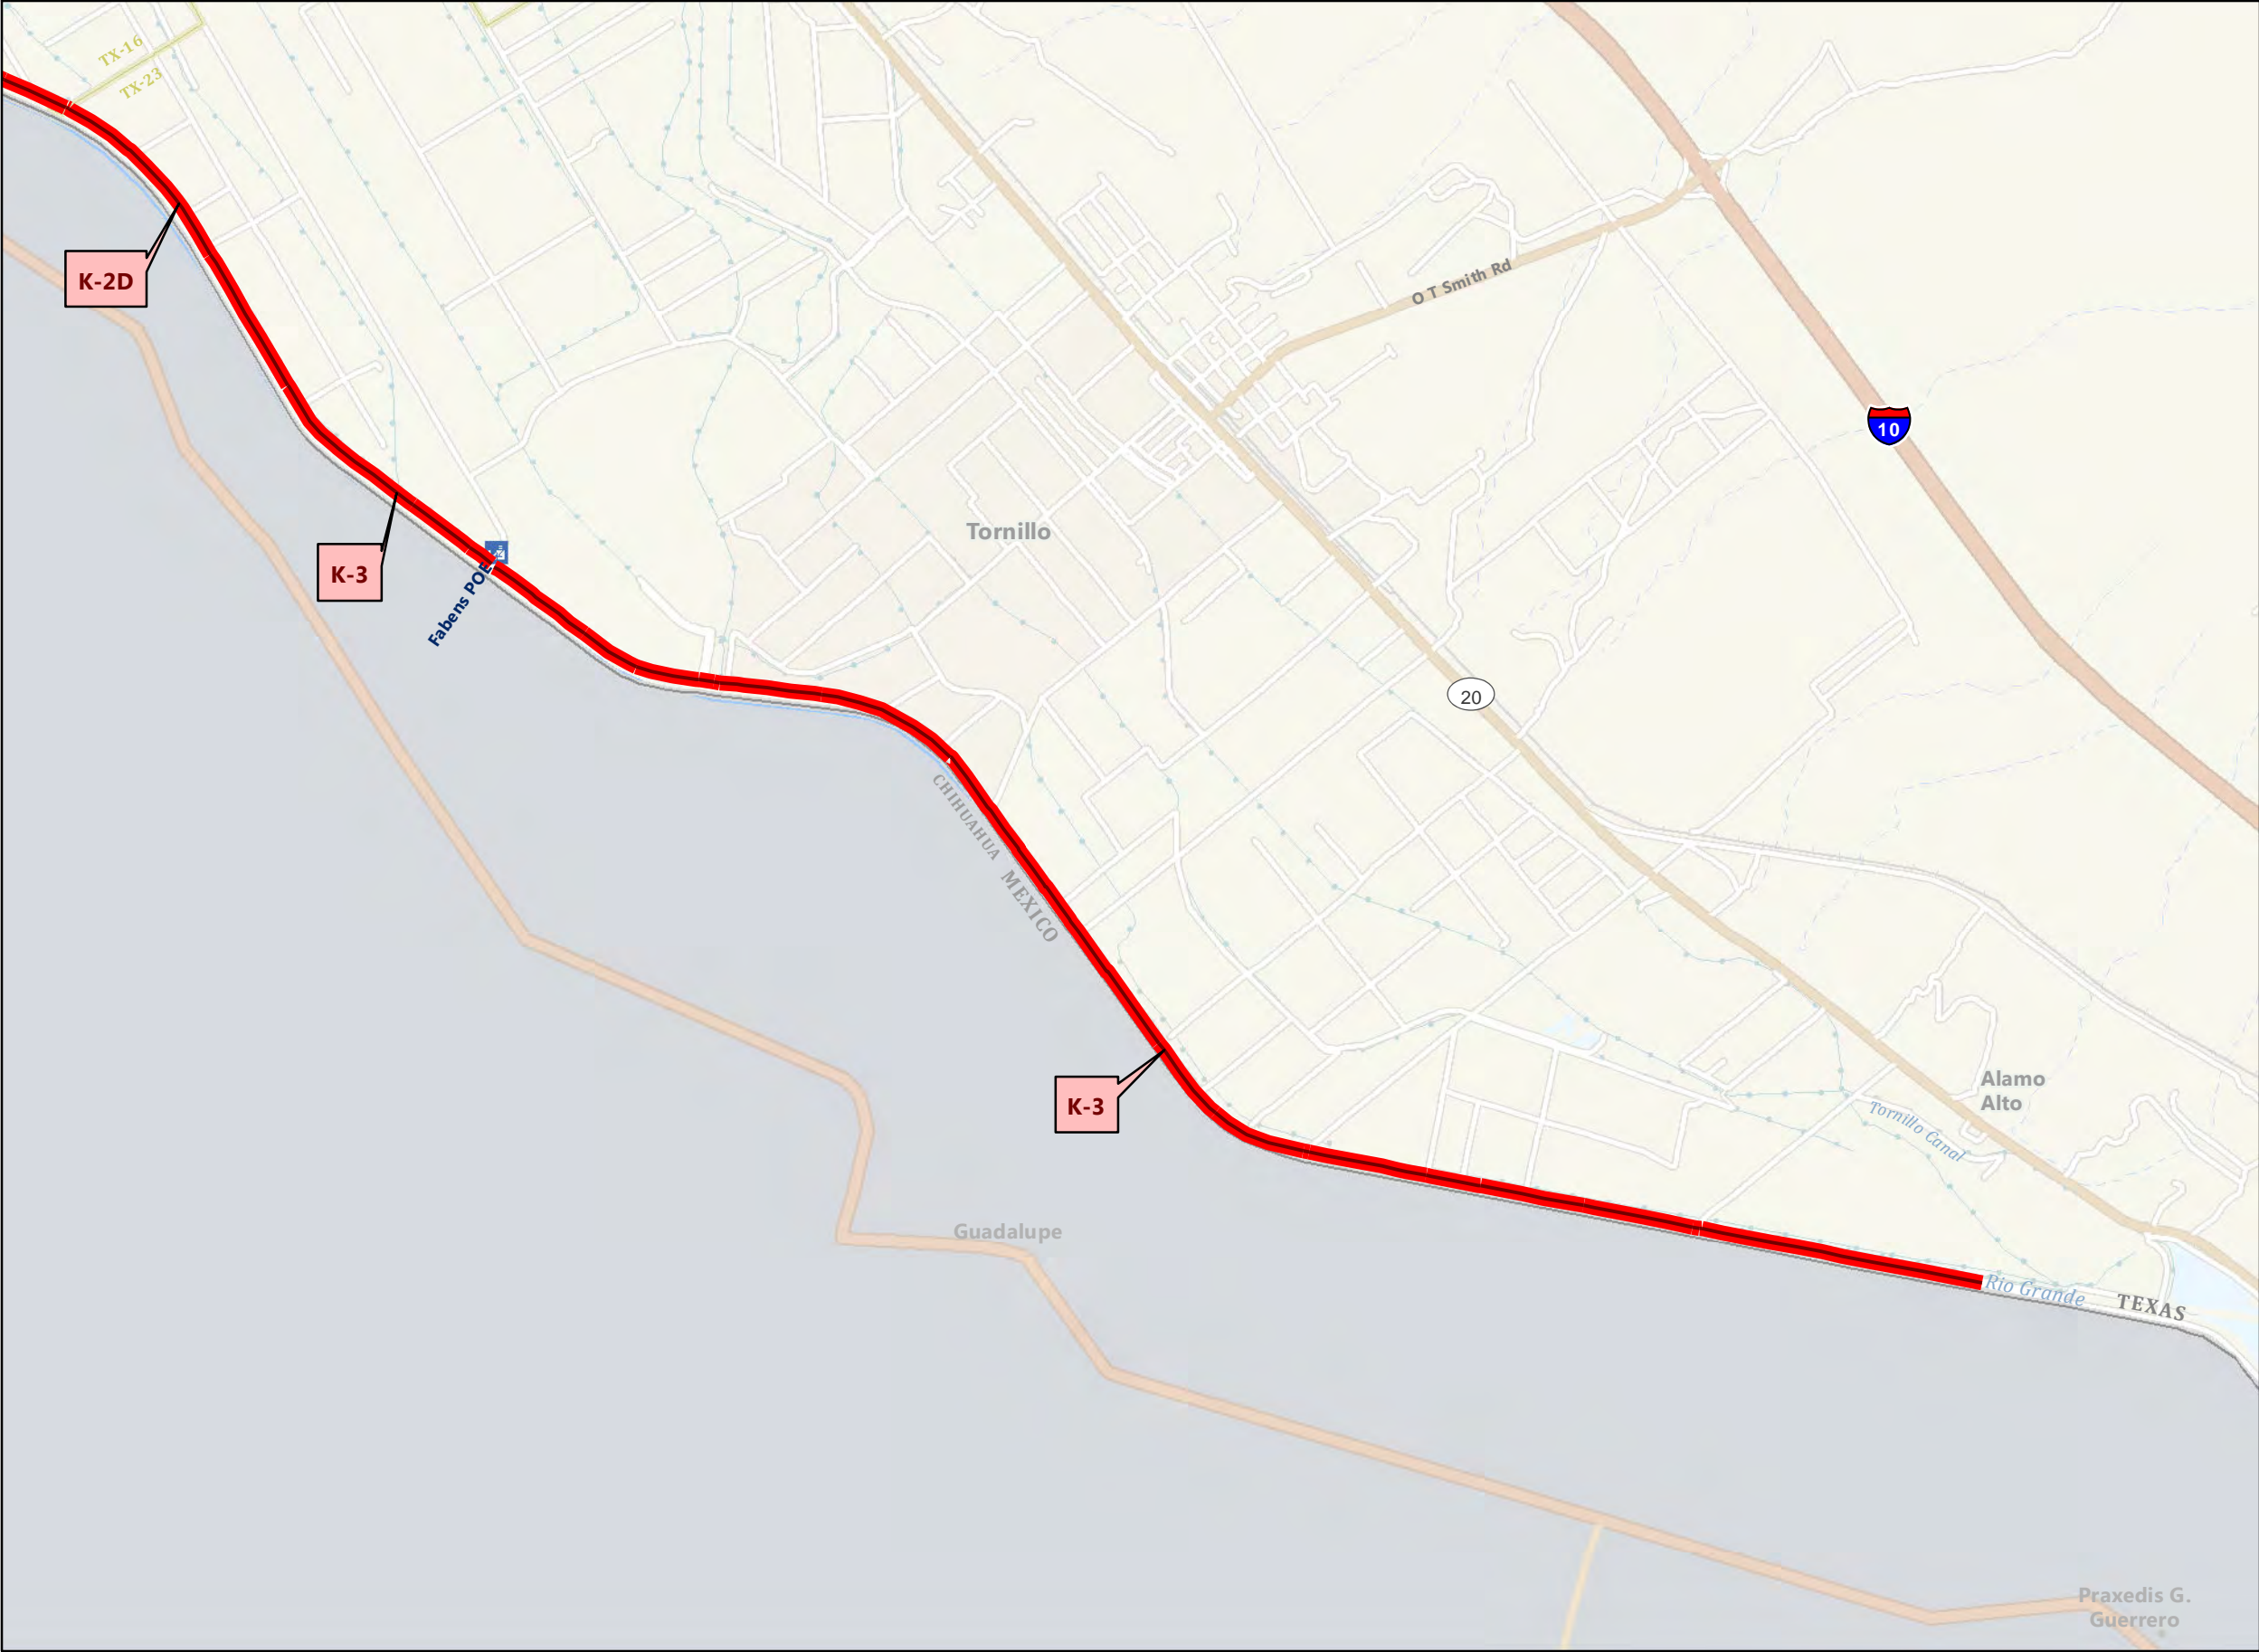 TX-16
TX-23
K-2D
O T Smith Rd
10
Tornillo
K-3
Fabens POE
20
CHIHUAHUA
MEXICO
K-3
Alamo
Alto
Tornillo Canal
Guadalupe
Rio Grande
TEXAS
Praxedis G.
Guerrero